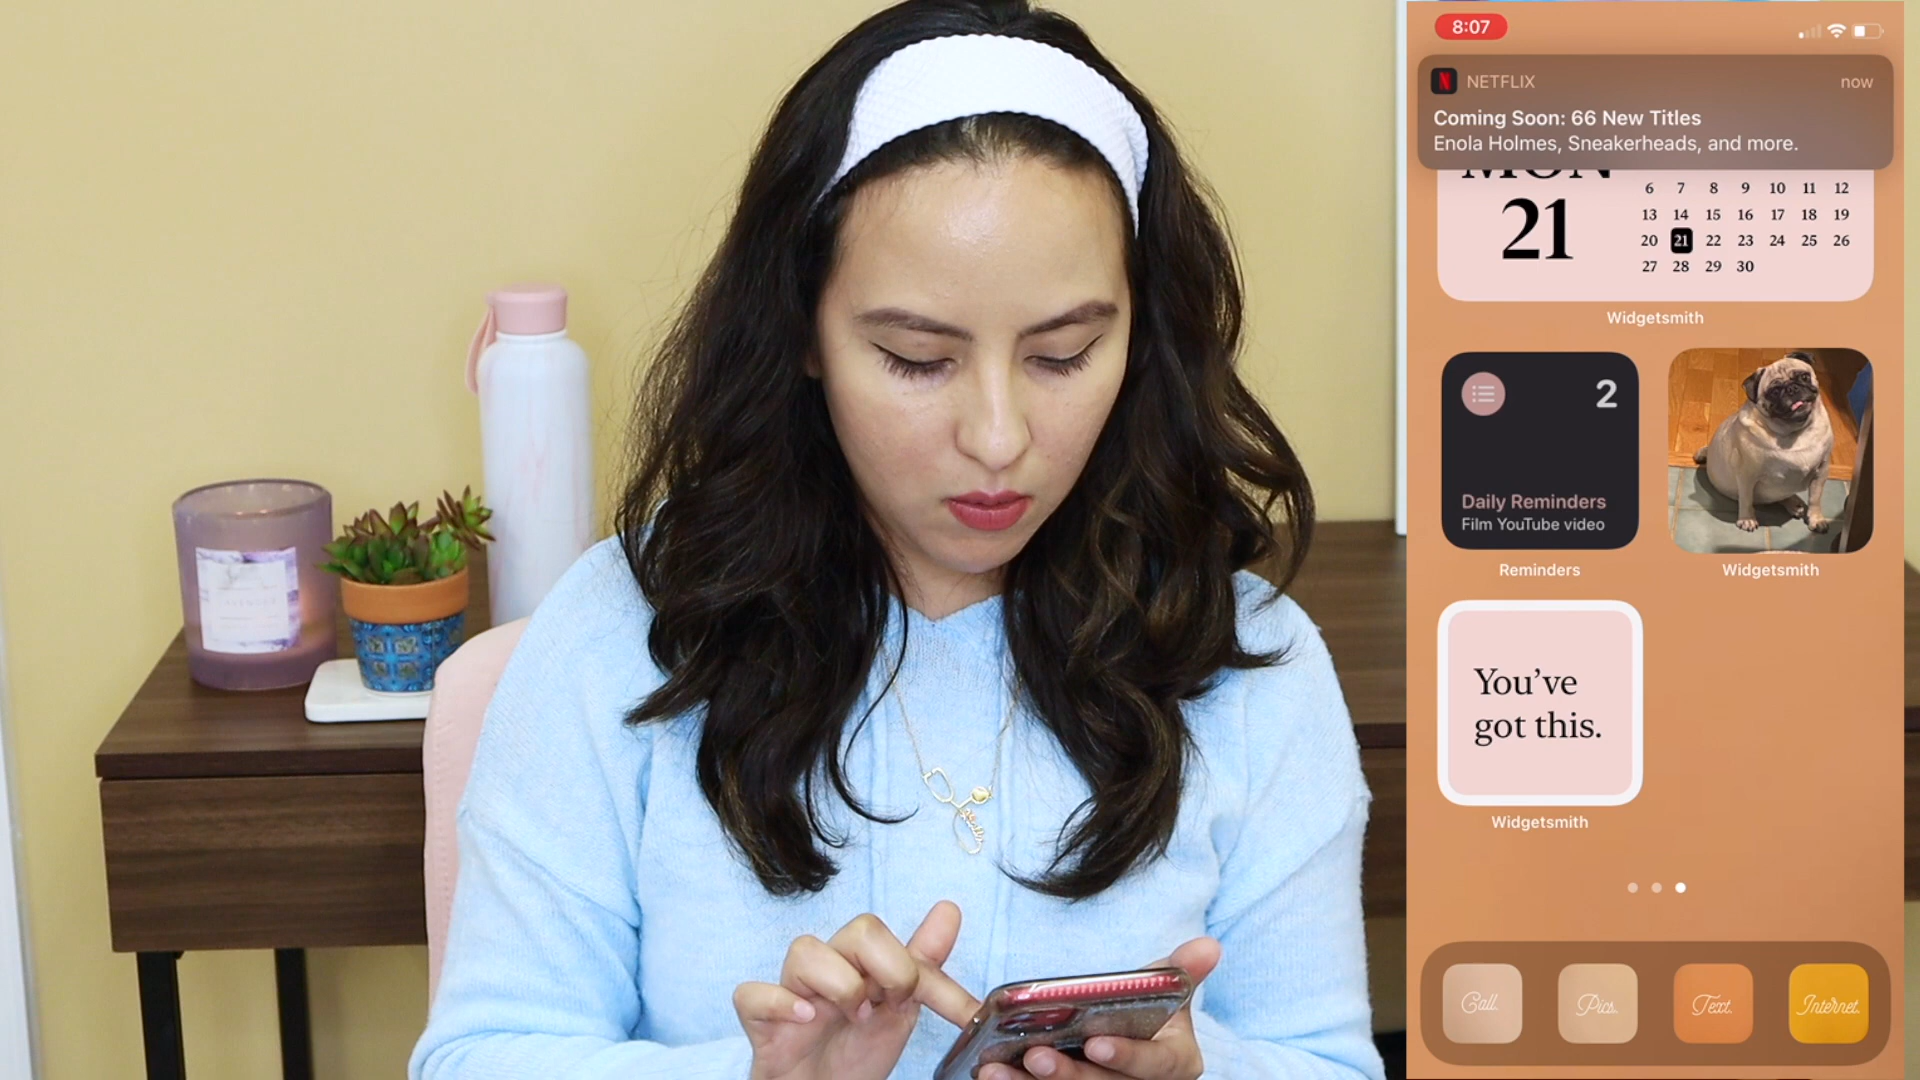 8:07
NETFLIX now
Coming Soon: 66 New Titles
Enola Holmes, Sneakerheads, and more.
MON
21
6 7 8 9 10 11 12
13 14 15 16 17 18 19
20 21 22 23 24 25 26
27 28 29 30
Widgetsmith
2
Daily Reminders
Film YouTube video
Reminders
Widgetsmith
You've
got this.
Widgetsmith
Call.
Pics.
Text.
Internet.